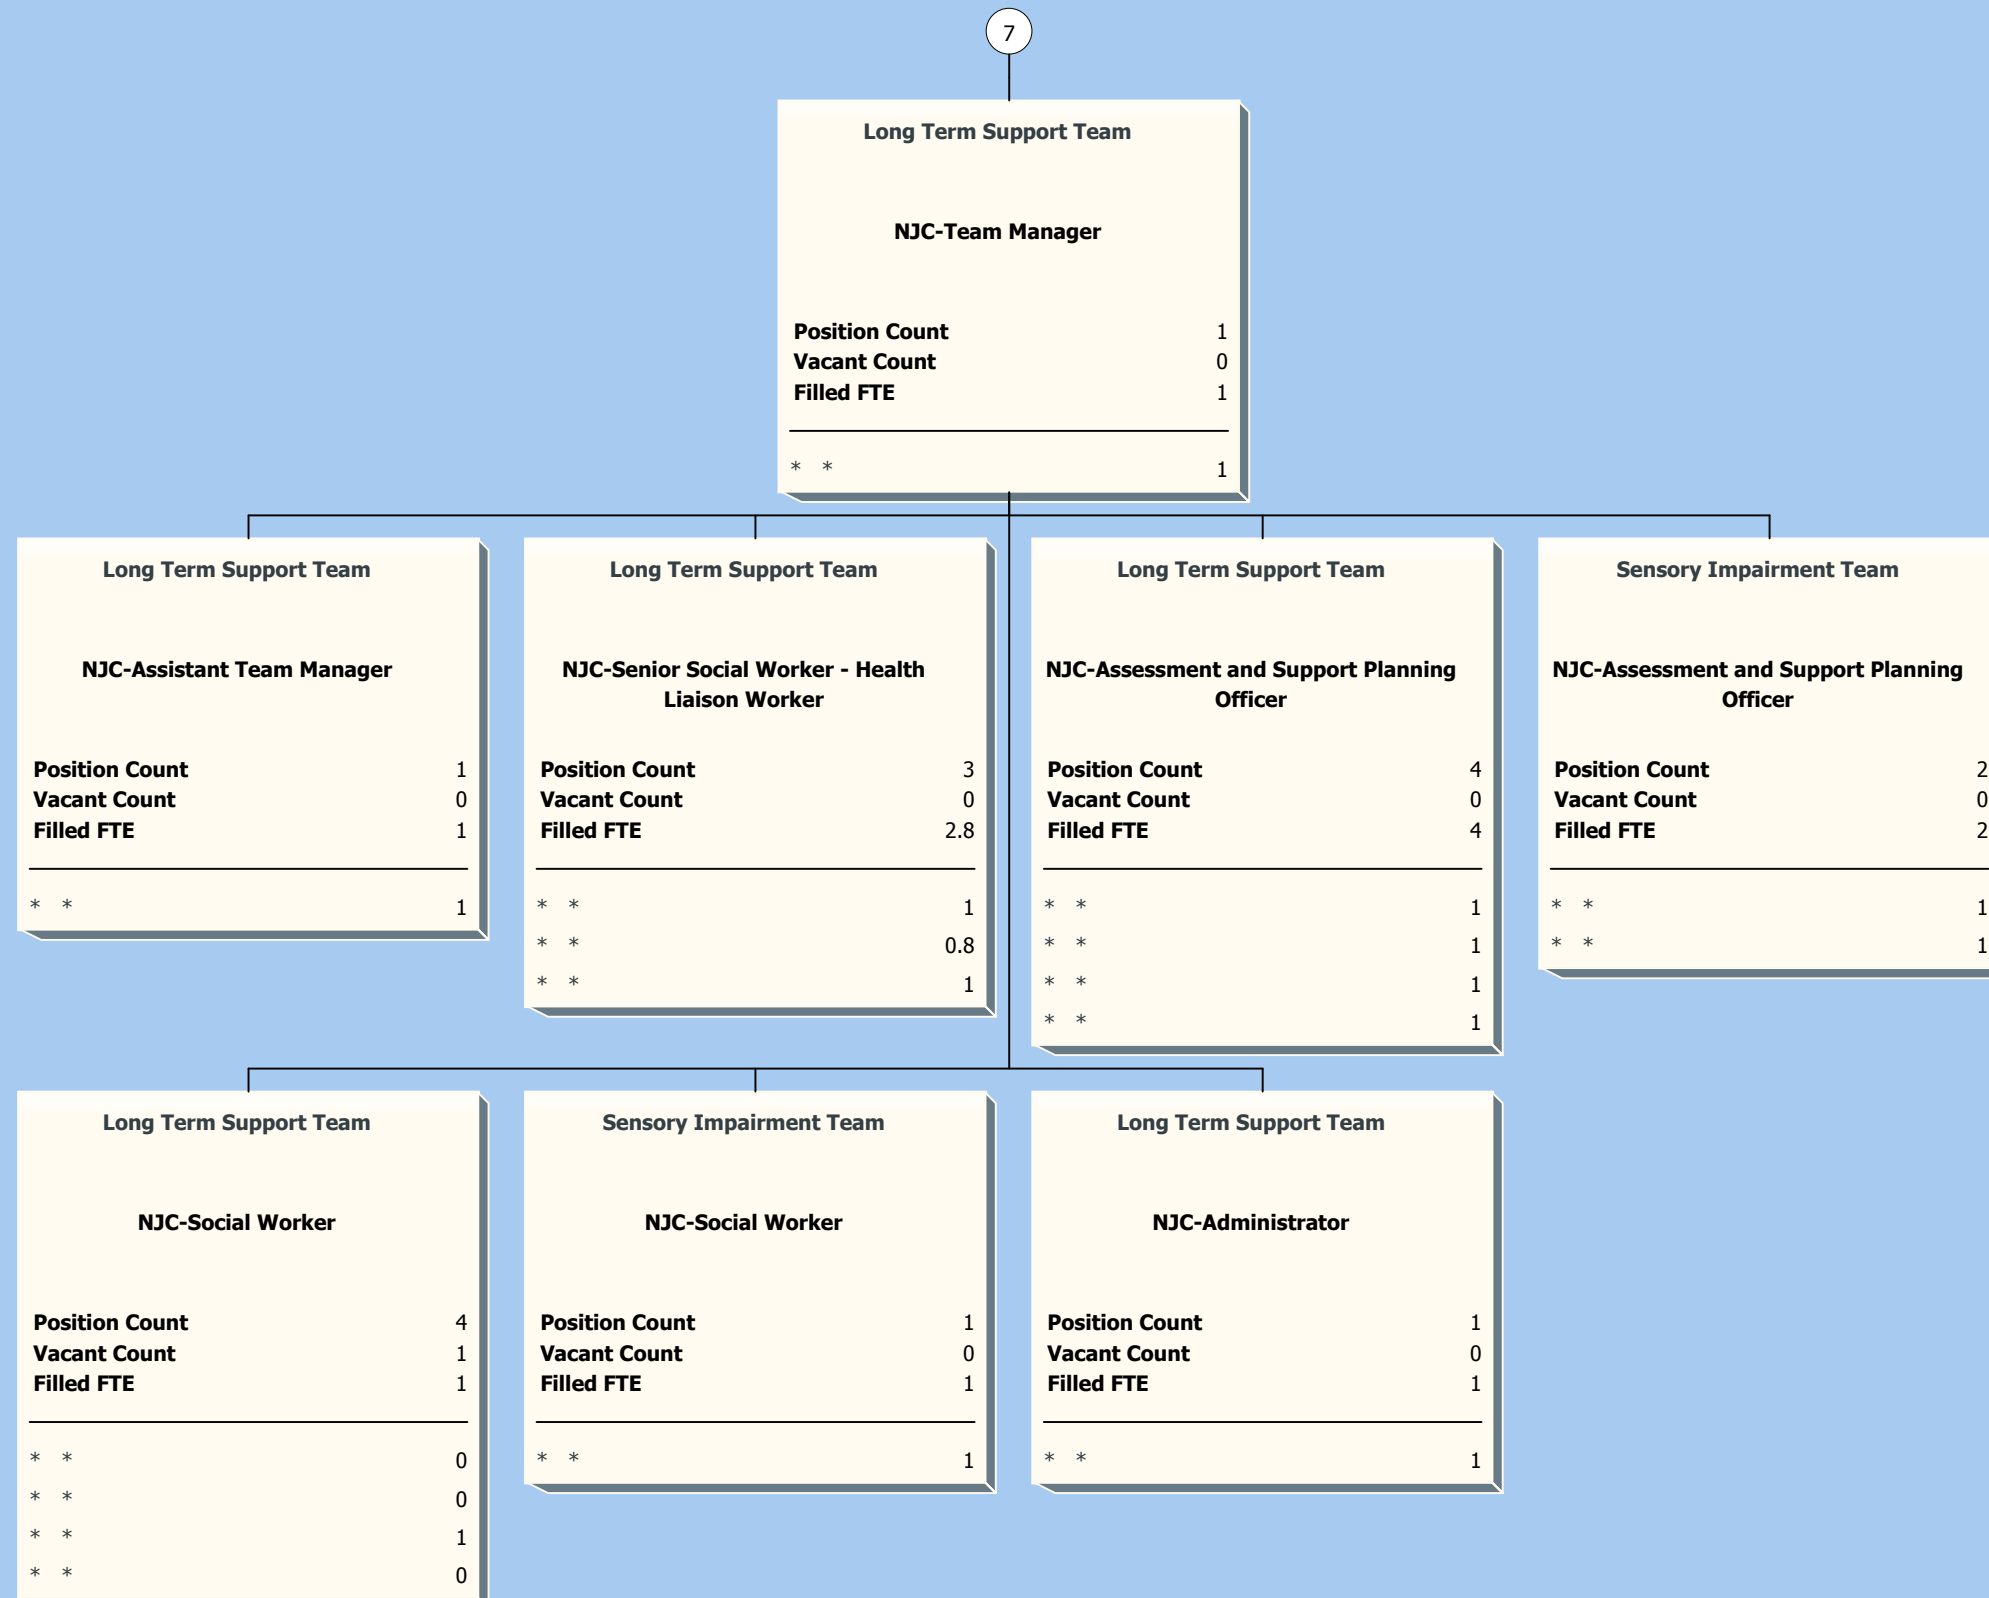 7
Long Term Support Team
NJC-Team Manager
Position Count 1
Vacant Count 0
Filled FTE 1
* * 1
Long Term Support Team
NJC-Assistant Team Manager
Position Count 1
Vacant Count 0
Filled FTE 1
* * 1
Long Term Support Team
NJC-Senior Social Worker - Health
Liaison Worker
Position Count 3
Vacant Count 0
Filled FTE 2.8
* * 1
* * 0.8
* * 1
Long Term Support Team
NJC-Assessment and Support Planning
Officer
Position Count 4
Vacant Count 0
Filled FTE 4
* * 1
* * 1
* * 1
* * 1
Sensory Impairment Team
NJC-Assessment and Support Planning
Officer
Position Count 2
Vacant Count 0
Filled FTE 2
* * 1
* * 1
Long Term Support Team
NJC-Social Worker
Position Count 4
Vacant Count 1
Filled FTE 1
* * 0
* * 0
* * 1
* * 0
Sensory Impairment Team
NJC-Social Worker
Position Count 1
Vacant Count 0
Filled FTE 1
* * 1
Long Term Support Team
NJC-Administrator
Position Count 1
Vacant Count 0
Filled FTE 1
* * 1